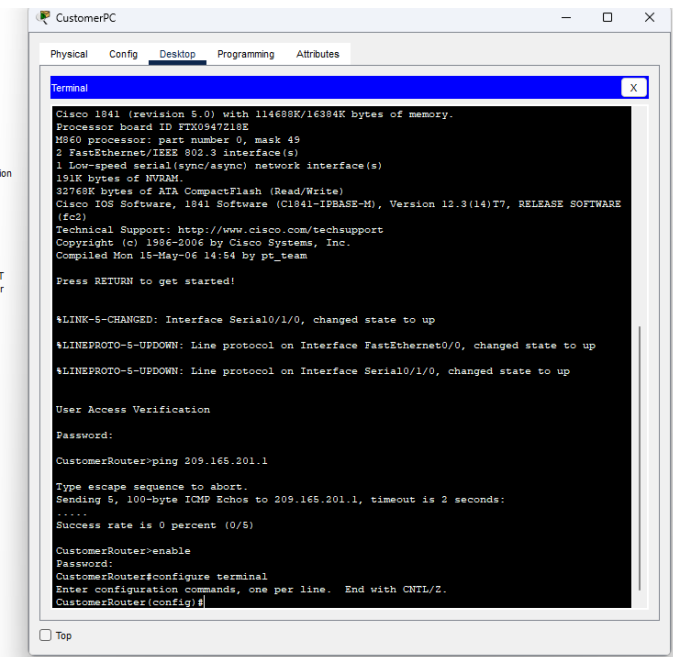 CustomerPC
Physical Config Desktop Programming Attributes
Terminal
X
Cisco 1841 (revision 5.0) with 114688K/16384K bytes of memory.
Processor board ID FTX0947Z18E
M860 processor: part number 0, mask 49
2 FastEthernet/IEEE 802.3 interface(s)
1 Low-speed serial(sync/async) network interface(s)
191K bytes of NVRAM.
32768K bytes of ATA CompactFlash (Read/Write)
Cisco IOS Software, 1841 Software (C1841-IPBASE-M), Version 12.3(14)T7, RELEASE SOFTWARE
(fc2)
Technical Support: http://www.cisco.com/techsupport
Copyright (c) 1986-2006 by Cisco Systems, Inc.
Compiled Mon 15-May-06 14:54 by pt_team
Press RETURN to get started!
%LINK-5-CHANGED: Interface Serial0/1/0, changed state to up
%LINEPROTO-5-UPDOWN: Line protocol on Interface FastEthernet0/0, changed state to up
%LINEPROTO-5-UPDOWN: Line protocol on Interface Serial0/1/0, changed state to up
User Access Verification
Password:
CustomerRouter>ping 209.165.201.1
Type escape sequence to abort.
Sending 5, 100-byte ICMP Echos to 209.165.201.1, timeout is 2 seconds:
.....
Success rate is 0 percent (0/5)
CustomerRouter>enable
Password:
CustomerRouter#configure terminal
Enter configuration commands, one per line. End with CNTL/Z.
CustomerRouter(config)#
Top
ion
T
r